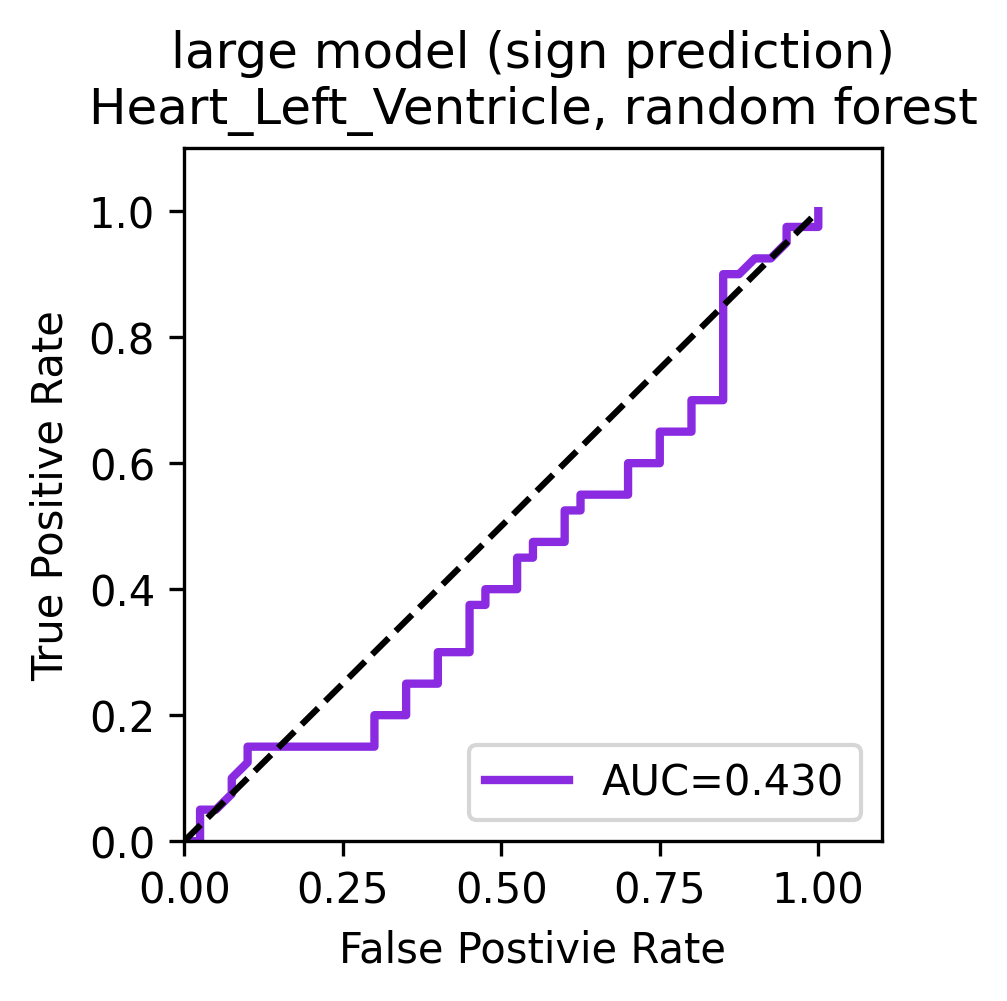 large model (sign prediction)
Heart_Left_Ventricle, random forest
True Positive Rate
1.0
0.8
0.6
0.4
0.2
0.0
AUC=0.430
0.00 0.25 0.50 0.75 1.00
False Postivie Rate